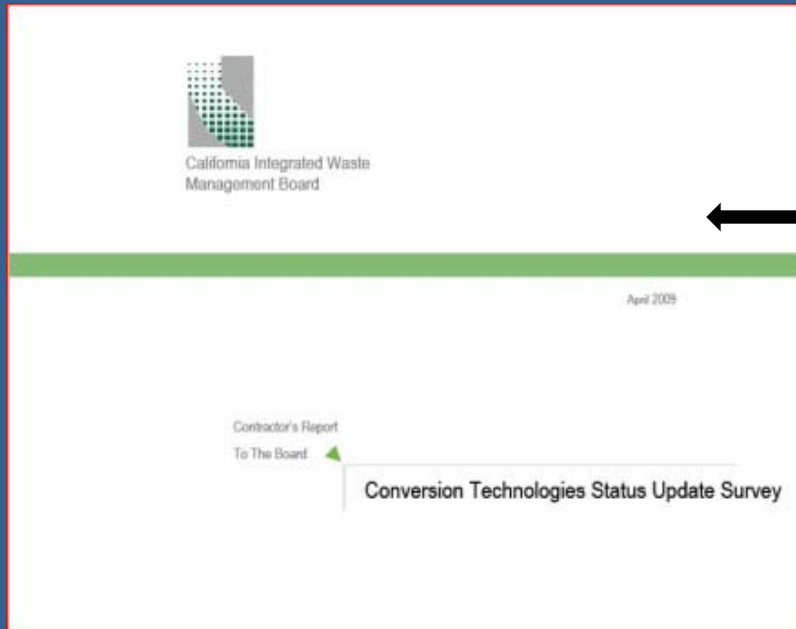 California Integrated Waste
Management Board
April 2009
Contractor's Report
To The Board
Conversion Technologies Status Update Survey